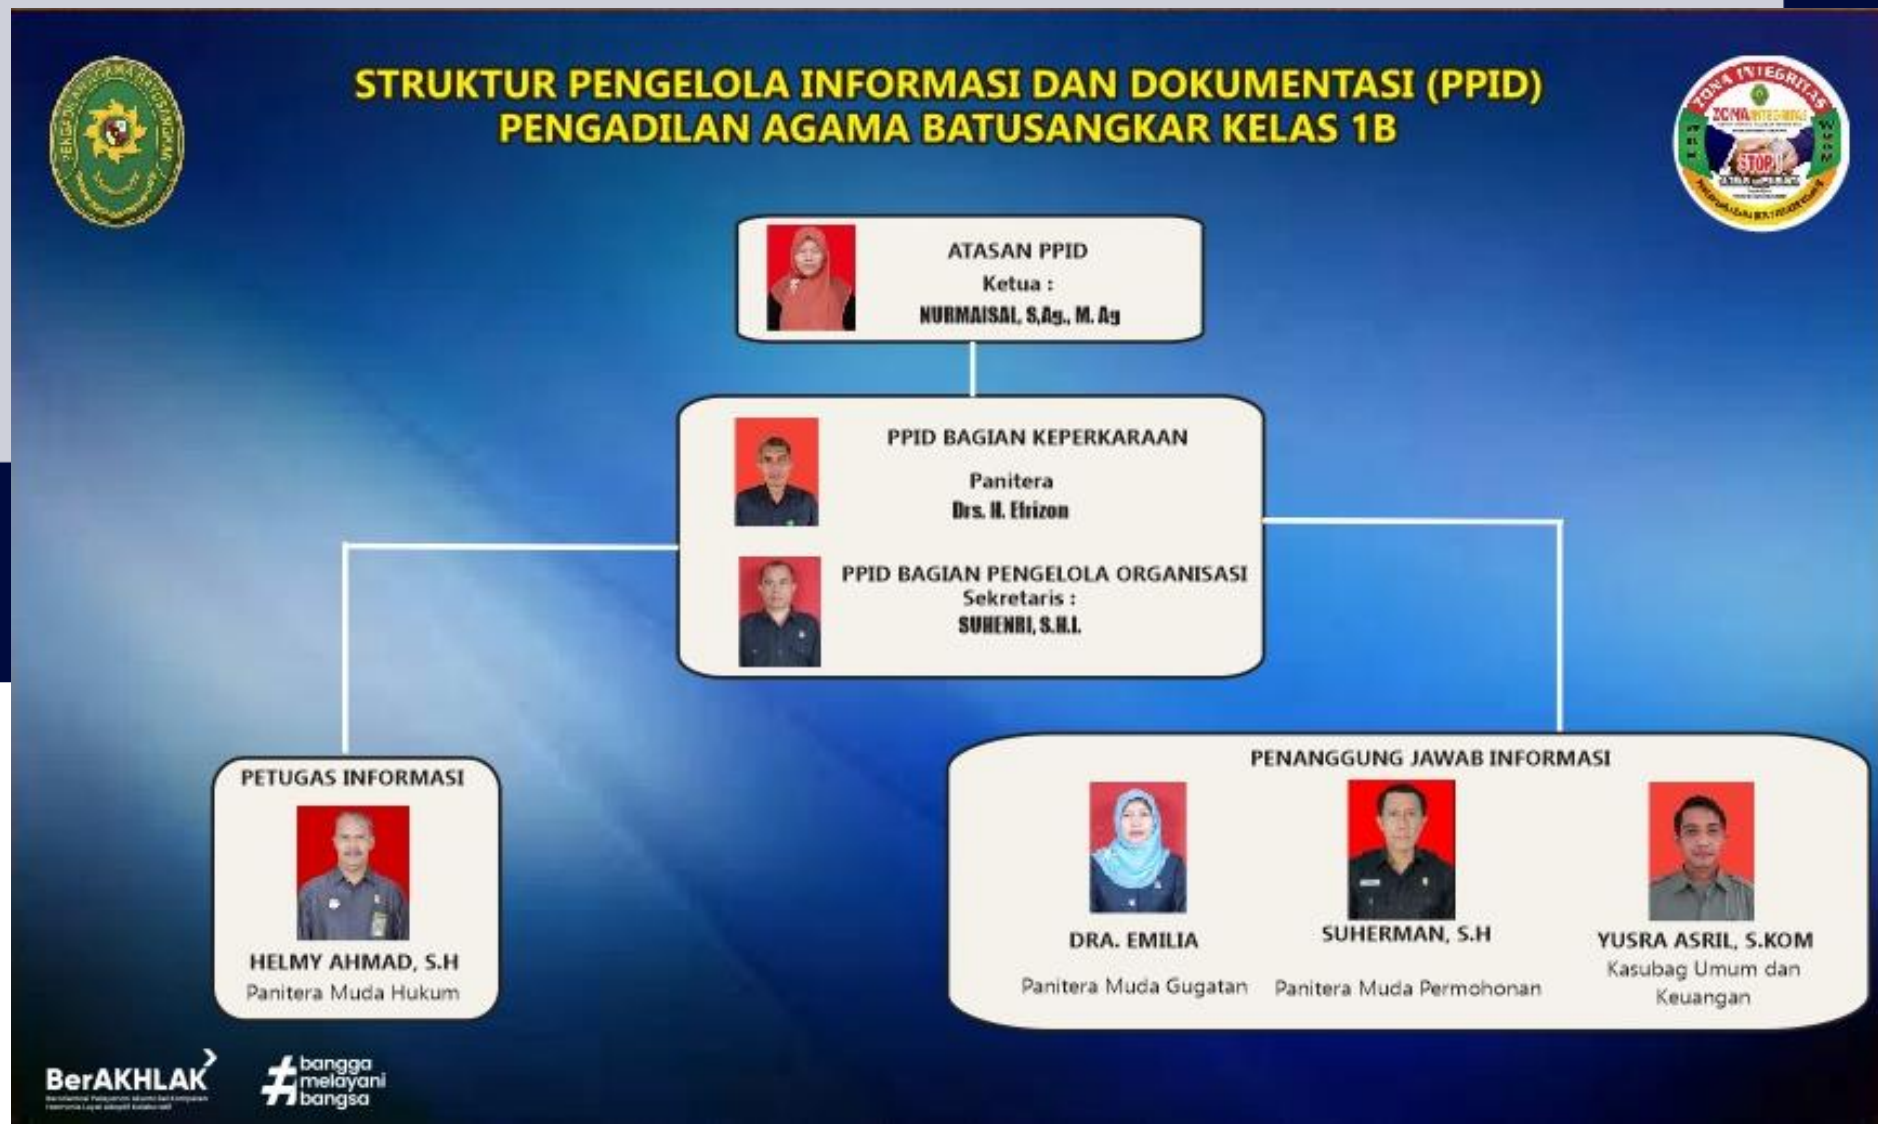 STRUKTUR PENGELOLA INFORMASI DAN DOKUMENTASI (PPID)
PENGADILAN AGAMA BATUSANGKAR KELAS 1B
ZONA INTEGRITAS
ZONA INTEGRITAS
STOP!
ATASAN PPID
Ketua :
NURMAISAL, S,Ag., M. Ag
PPID BAGIAN KEPERKARAAN
Panitera
Drs. H. Efrizon
PPID BAGIAN PENGELOLA ORGANISASI
Sekretaris :
SUHENRI, S.H.I.
PETUGAS INFORMASI
HELMY AHMAD, S.H
Panitera Muda Hukum
PENANGGUNG JAWAB INFORMASI
DRA. EMILIA
Panitera Muda Gugatan
SUHERMAN, S.H
Panitera Muda Permohonan
YUSRA ASRIL, S.KOM
Kasubag Umum dan
Keuangan
BerAKHLAK
#bangga
melayani
bangsa